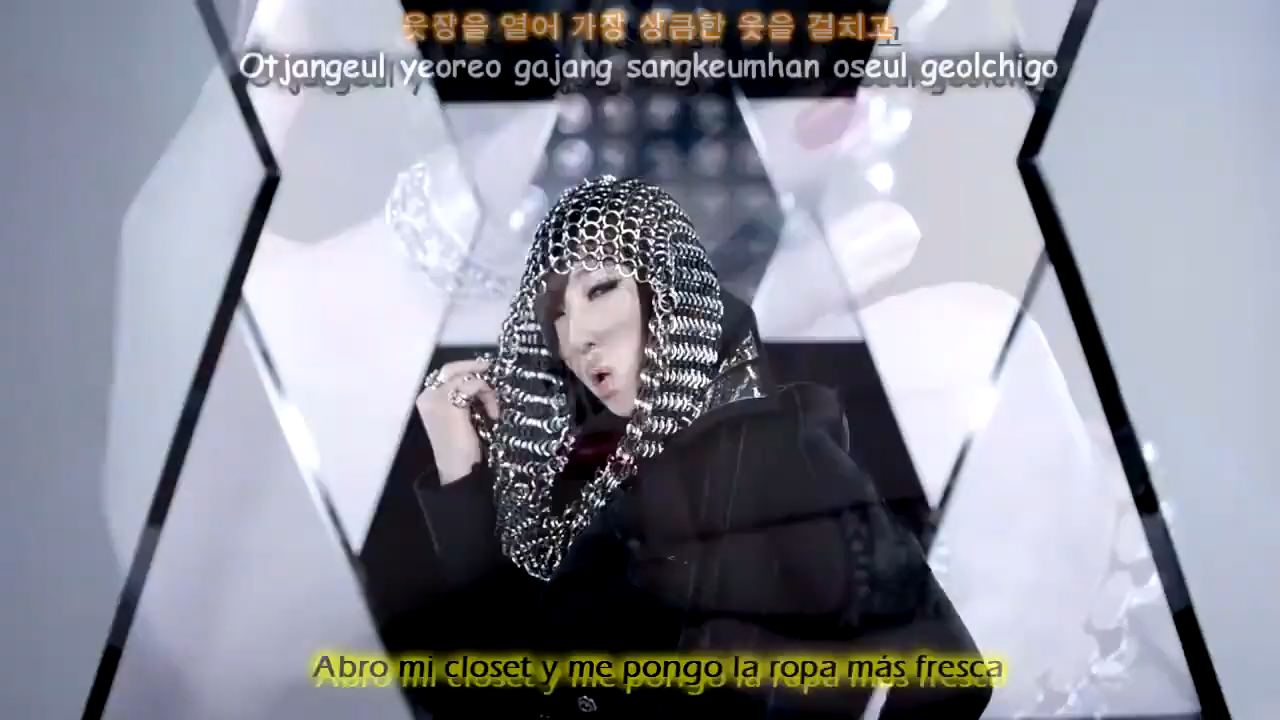 옷장을 열어 가장 상큼한 옷을 걸치고
Otjangeul yeoreo gajang sangkeumhan oseul geolchigo
Abro mi closet y me pongo la ropa más fresca